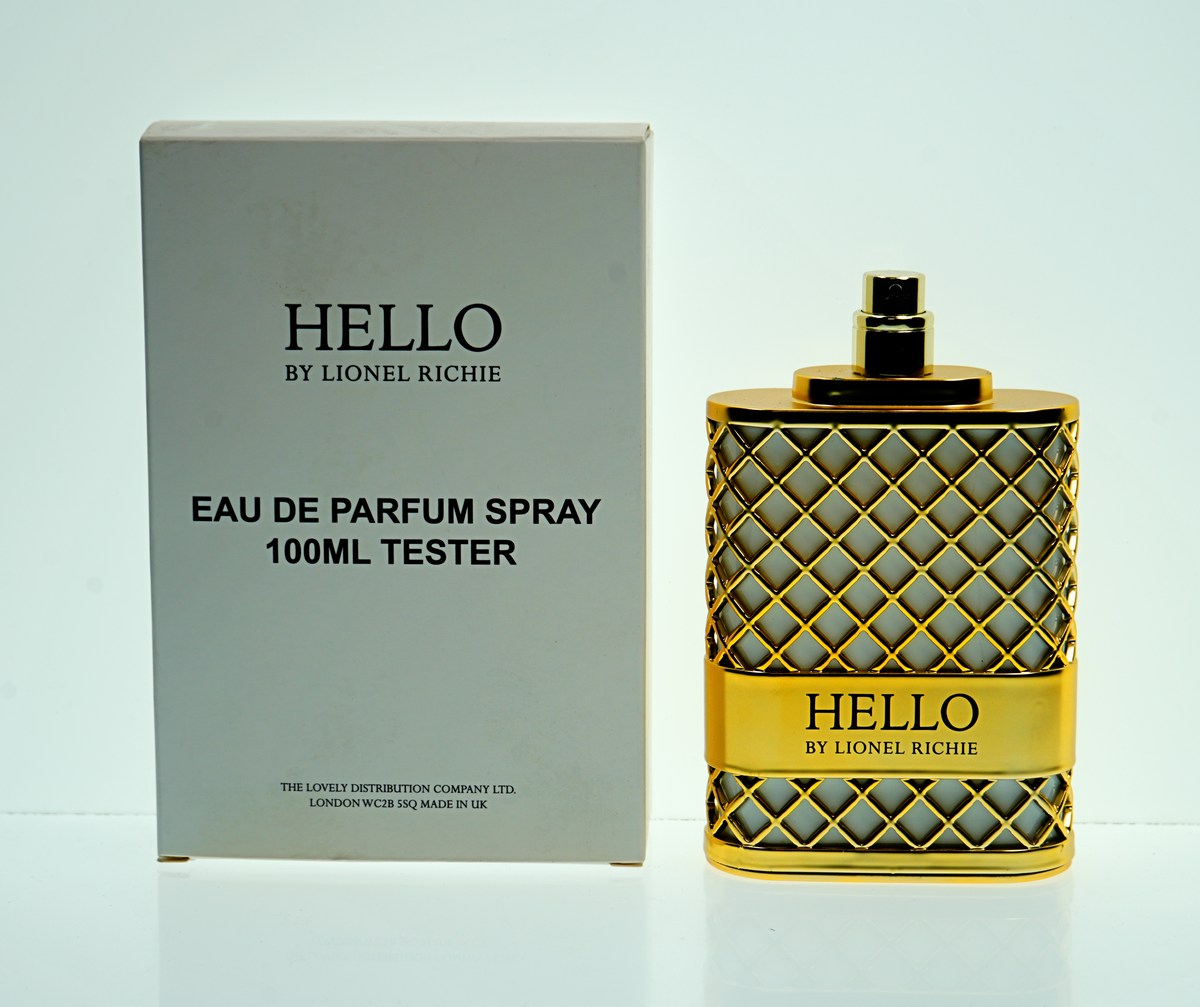 HELLO
BY LIONEL RICHIE
EAU DE PARFUM SPRAY
100ML TESTER
THE LOVELY DISTRIBUTION COMPANY LTD.
LONDON WC2B 5SQ MADE IN UK
HELLO
BY LIONEL RICHIE